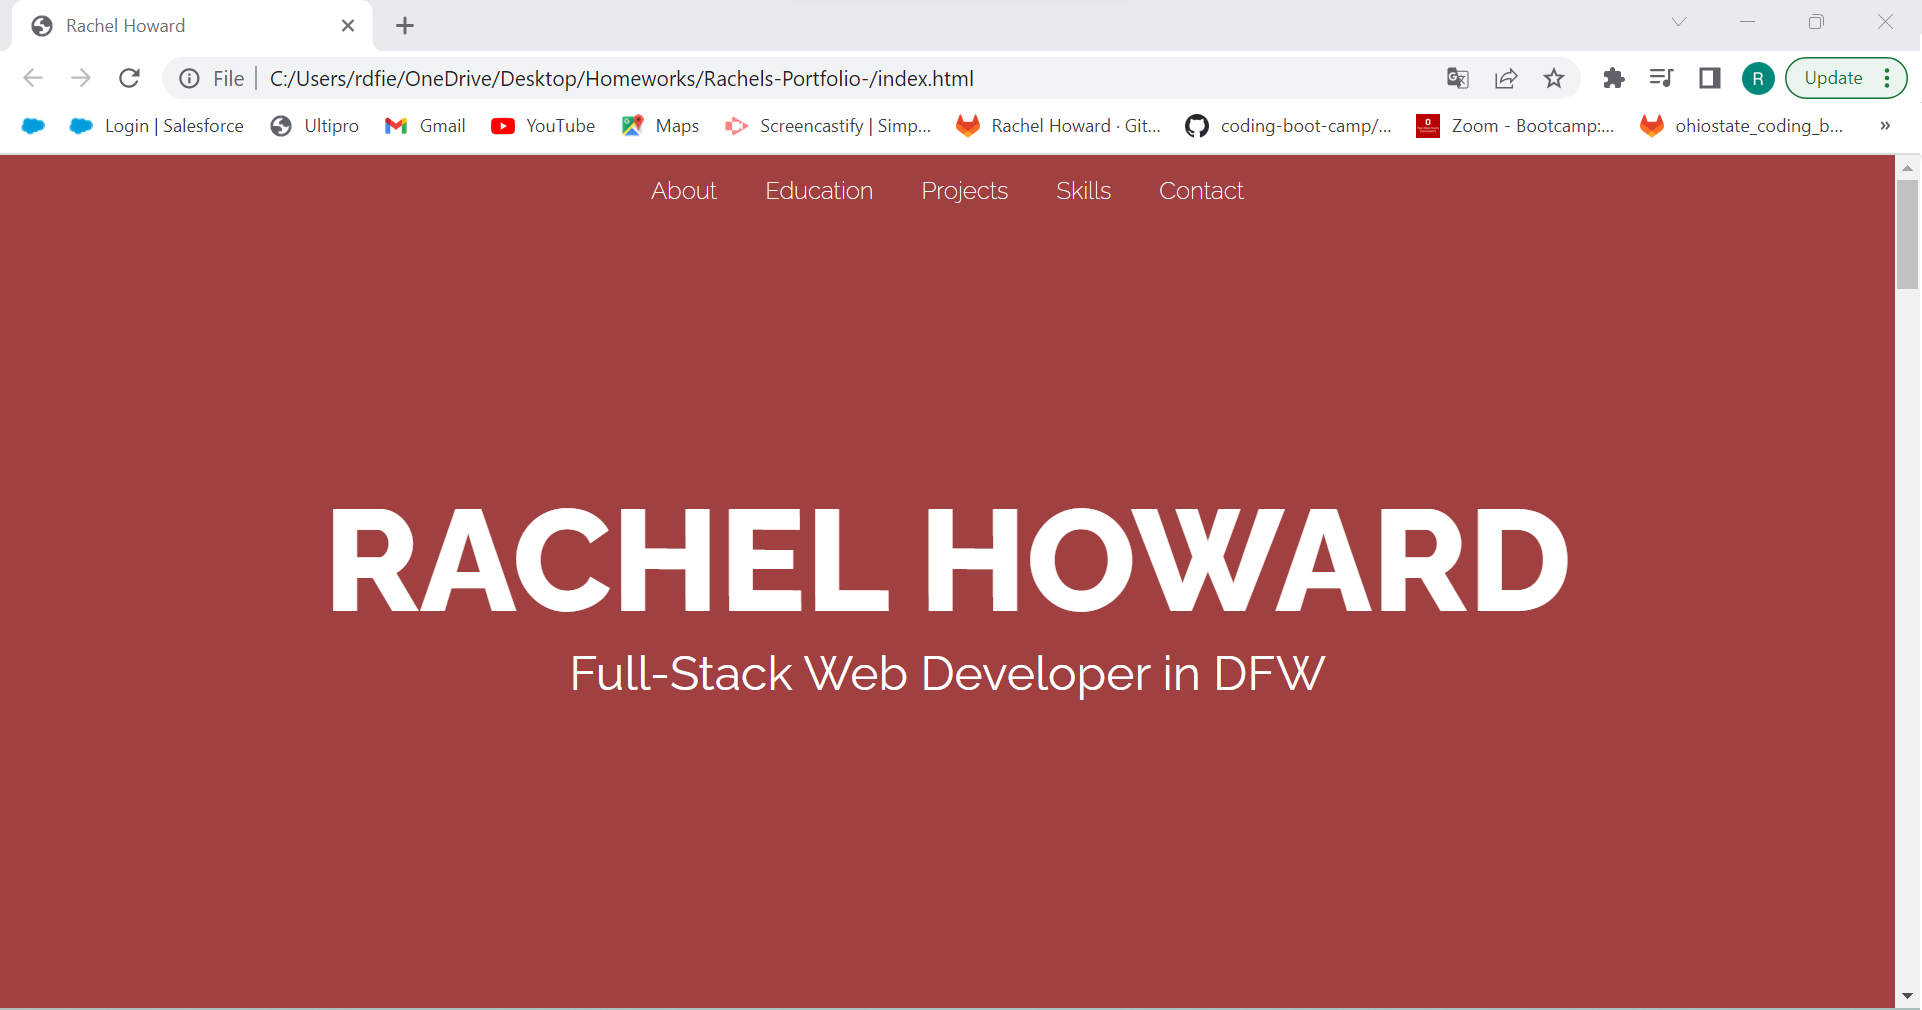 Rachel Howard
File C:/Users/rdfie/OneDrive/Desktop/Homeworks/Rachels-Portfolio-/index.html R Update
Login | Salesforce Ultipro Gmail YouTube Maps Screencastify | Simp... Rachel Howard · Git... coding-boot-camp/... Zoom - Bootcamp:... ohiostate_coding_b... »
About Education Projects Skills Contact
RACHEL HOWARD
Full-Stack Web Developer in DFW